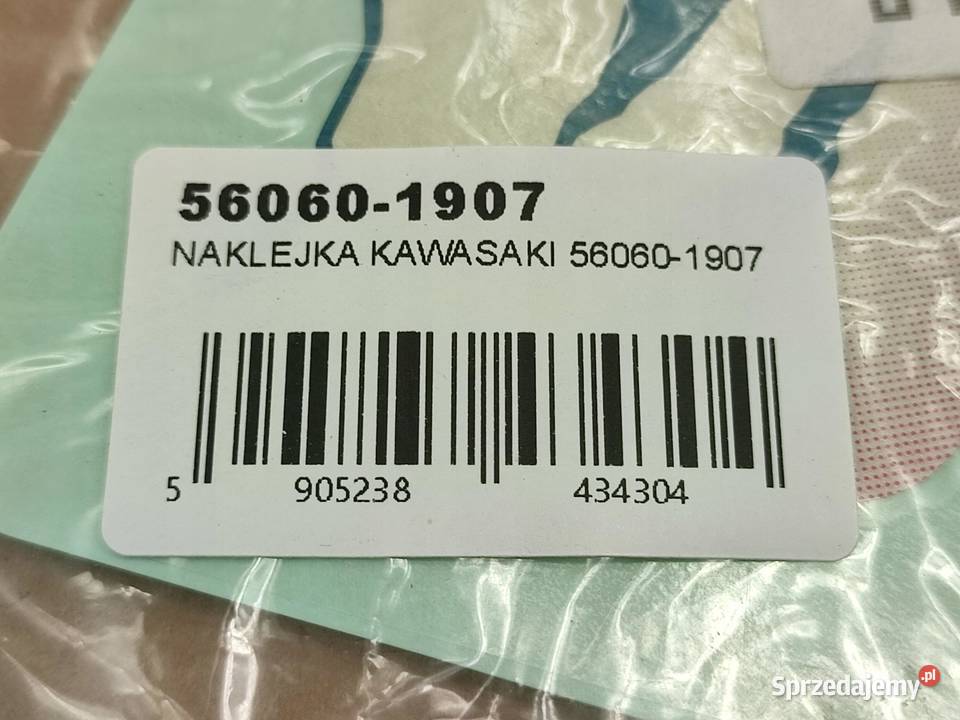 56060-1907
NAKLEJKA KAWASAKI 56060-1907
5 905238 434304
Sprzedajemy.pl